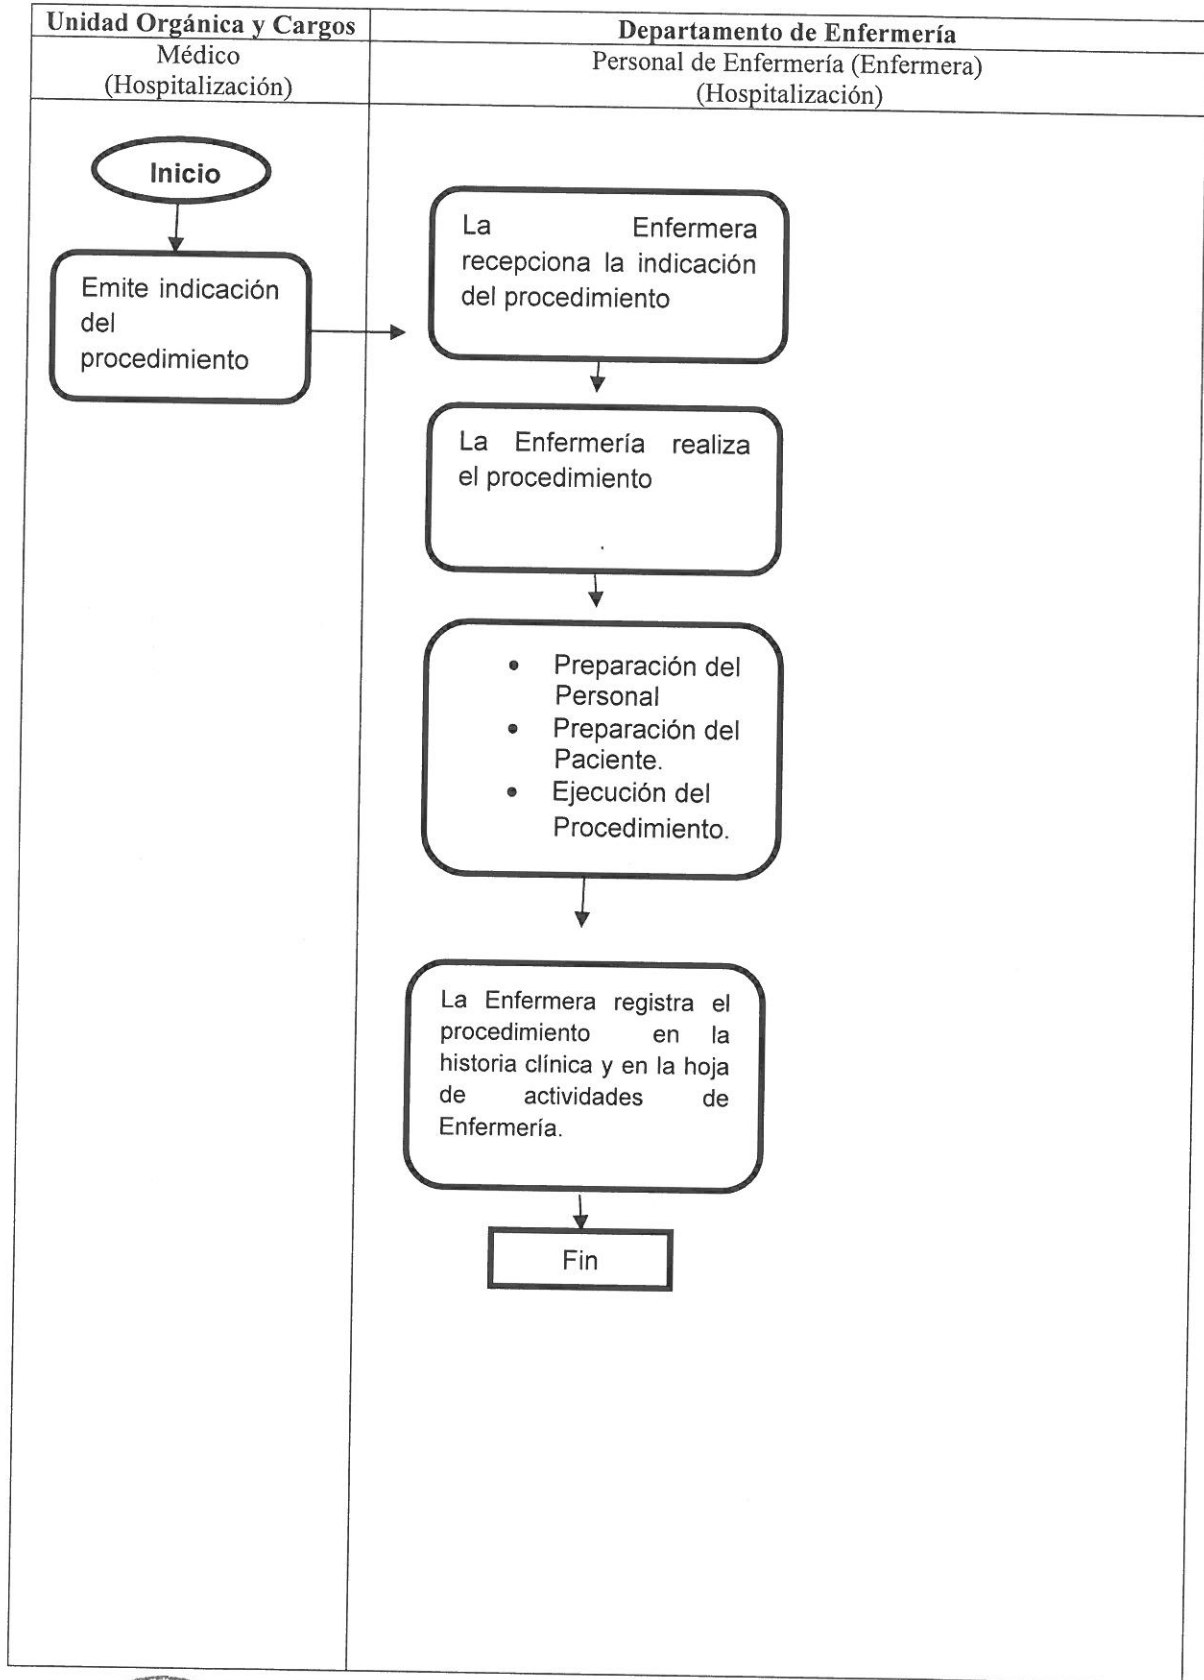 Unidad Orgánica y Cargos
Departamento de Enfermería
Médico
(Hospitalización)
Personal de Enfermería (Enfermera)
(Hospitalización)
Inicio
Emite indicación
del
procedimiento
La Enfermera
recepciona la indicación
del procedimiento
La Enfermería realiza
el procedimiento
.
• Preparación del
Personal
• Preparación del
Paciente.
• Ejecución del
Procedimiento.
La Enfermera registra el
procedimiento en la
historia clínica y en la hoja
de actividades de
Enfermería.
Fin